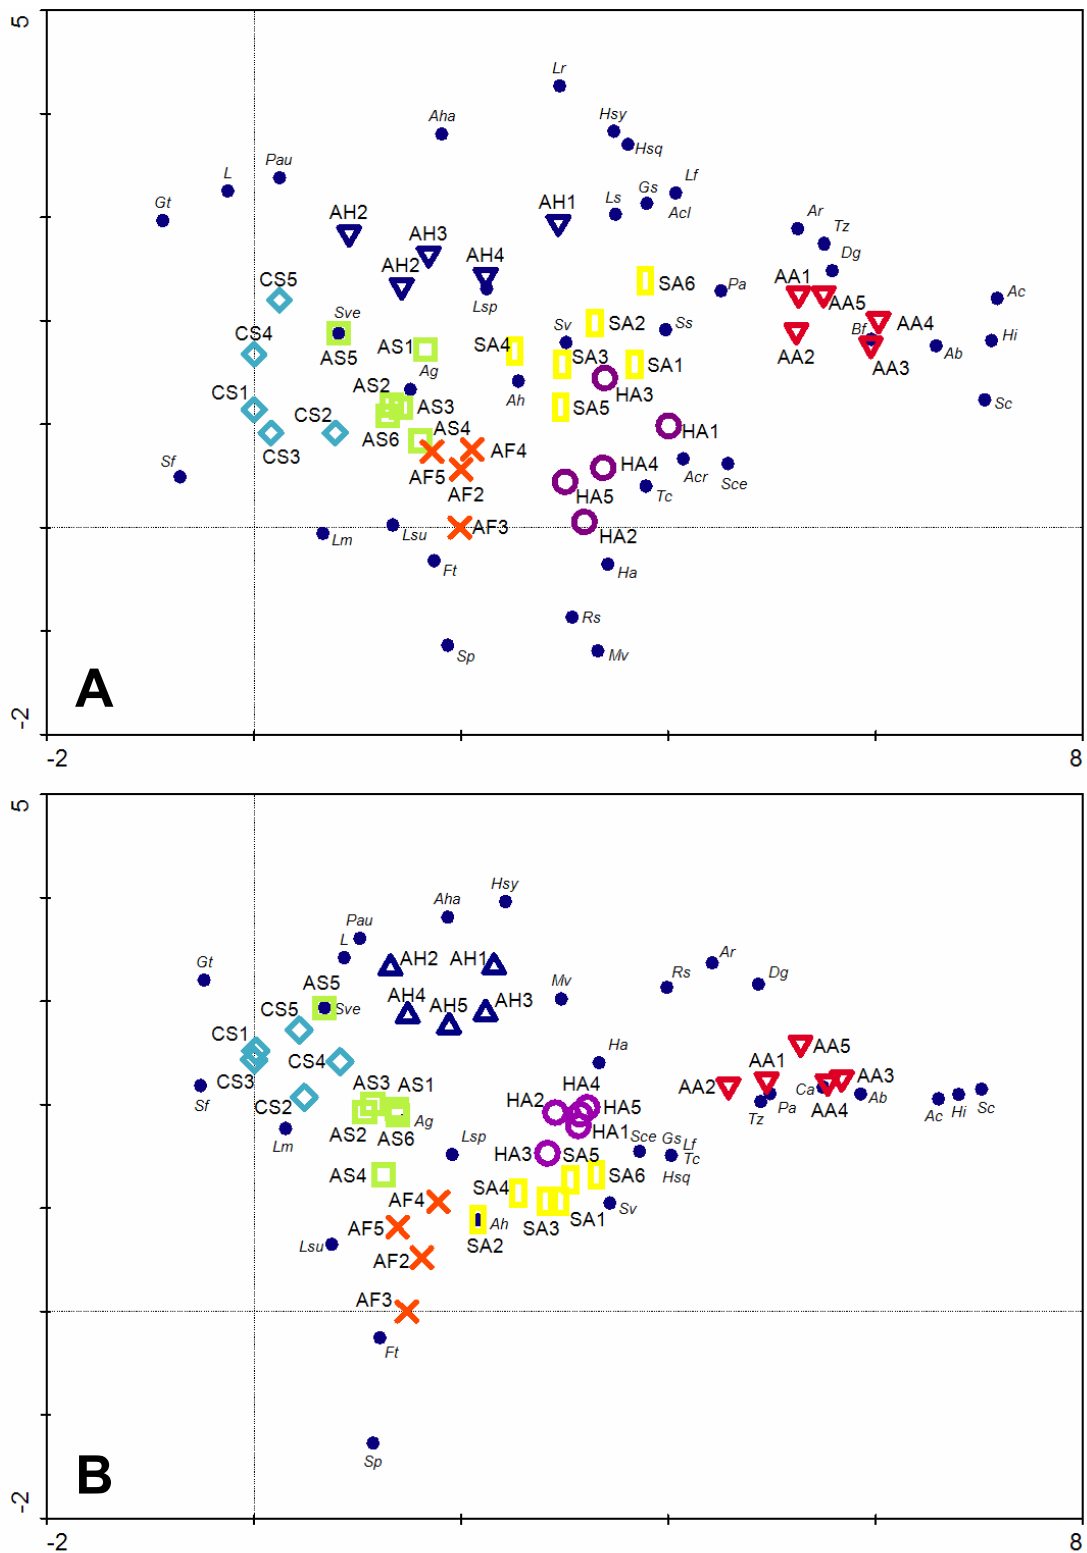 5
Lr
Aha
Hsy
Hsq
Pau
L
Lf
Gs
Gt
Ls
Acl
AH2
AH1
Ar
Tz
AH3
AH4
Dg
AH2
CS5
SA6
Pa
AA1
AA5
Ac
Lsp
Sve
CS4
AS1
SA4
Sv
SA2
Ss
Bf
AA4
Hi
AS5
Ag
SA3
SA1
AA2
AA3
Ab
CS1
AS2
Ah
HA3
CS2
AS3
SA5
Sc
CS3
AS6
AS4
HA1
Sf
AF4
AF5
HA4
Acr
Sce
AF2
HA5
Tc
Lm
Lsu
AF3
HA2
Ft
Ha
Rs
Sp
Mv
A
-2
-2
8
5
Hsy
Aha
Pau
L
Gt
AH2
AH1
Ar
Rs
Dg
AS5
Mv
CS5
Sve
AH4
AH5
AH3
CS1
CS4
Ha
AA5
CS3
AA1
AS3
AS1
HA4
AA2
Ca
AA3
Sf
CS2
HA2
HA5
Pa
AA4
Ab
Ac
Hi
Sc
AS2
AS6
Ag
HA1
Tz
Lm
Lsp
HA3
SA5
Sce
Gs
Lf
Tc
AS4
SA4
SA6
Hsq
AF4
AF5
Ah
SA3
SA1
Sv
Lsu
AF2
SA2
AF3
Ft
Sp
B
-2
-2
8